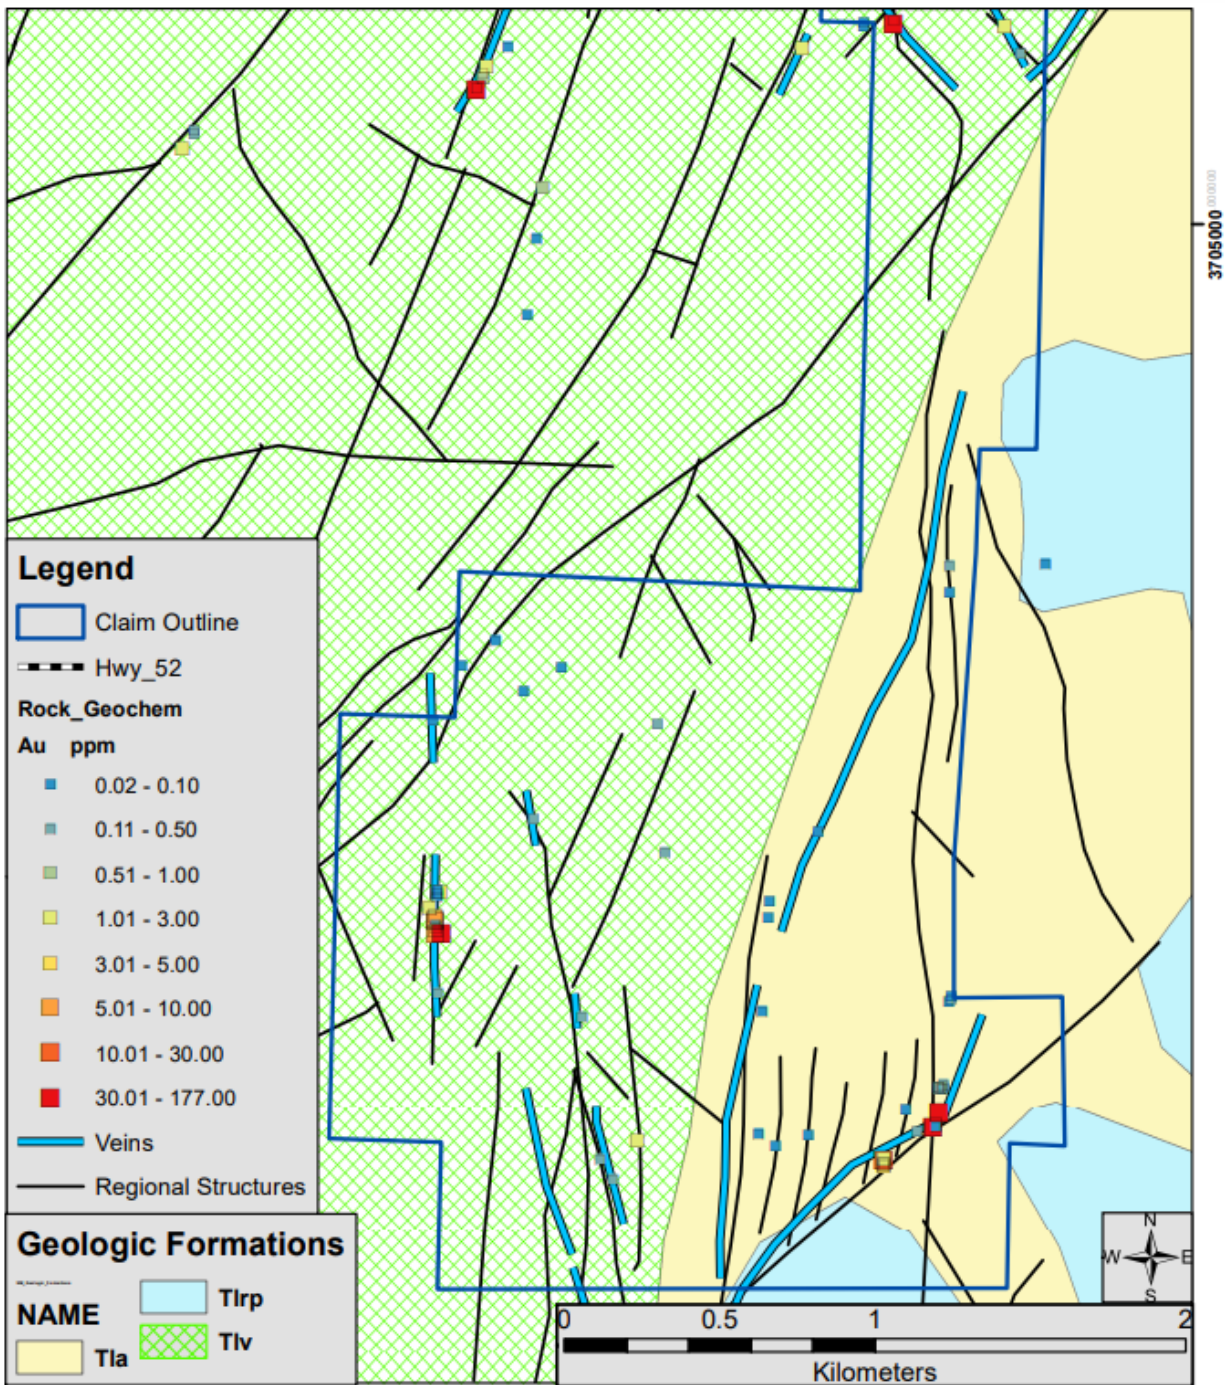 3705000
000000
Legend
Claim Outline
Hwy_52
Rock_Geochem
Au ppm
0.02 - 0.10
0.11 - 0.50
0.51 - 1.00
1.01 - 3.00
3.01 - 5.00
5.01 - 10.00
10.01 - 30.00
30.01 - 177.00
Veins
Regional Structures
Geologic Formations
NAME
Tlrp
Tlv
Tla
N
W E
S
0 0.5 1 2
Kilometers